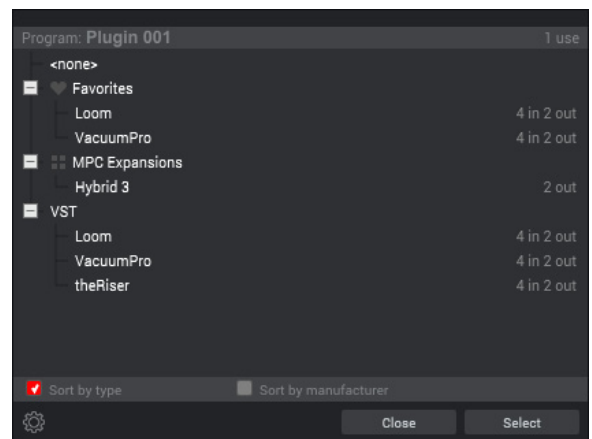 Program: Plugin 001 1 use
<none>
Favorites
Loom 4 in 2 out
VacuumPro 4 in 2 out
MPC Expansions
Hybrid 3 2 out
VST
Loom 4 in 2 out
VacuumPro 4 in 2 out
theRiser 4 in 2 out
Sort by type Sort by manufacturer
Close Select